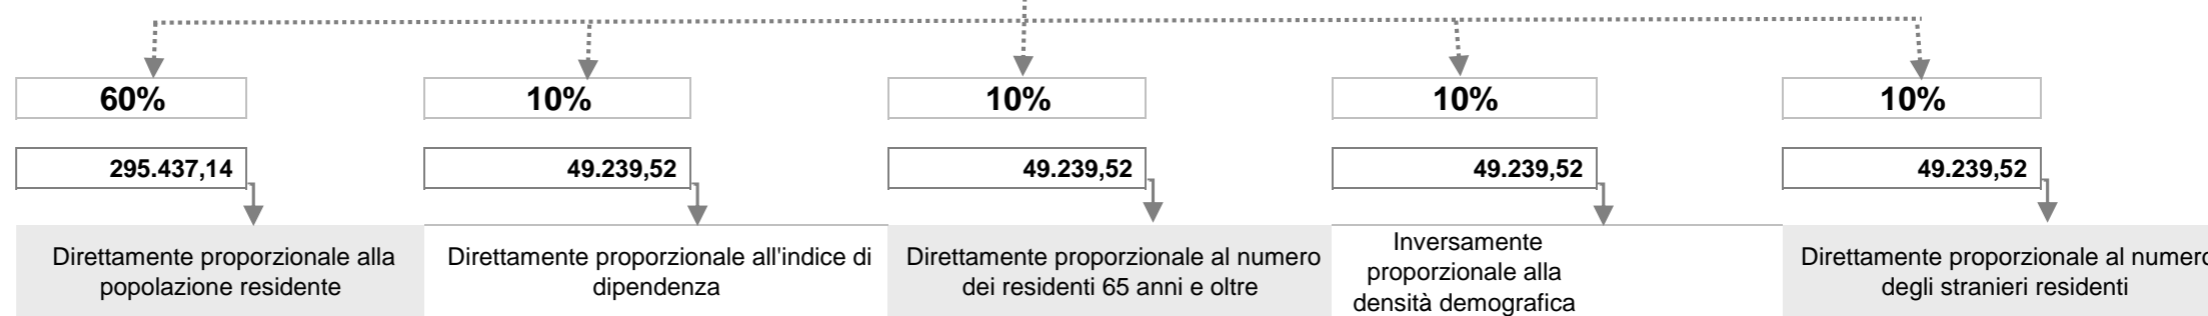 60%
10%
10%
10%
10%
295.437,14
49.239,52
49.239,52
49.239,52
49.239,52
Direttamente proporzionale alla
popolazione residente
Direttamente proporzionale all'indice di
dipendenza
Direttamente proporzionale al numero
dei residenti 65 anni e oltre
Inversamente
proporzionale alla
densità demografica
Direttamente proporzionale al numero
degli stranieri residenti